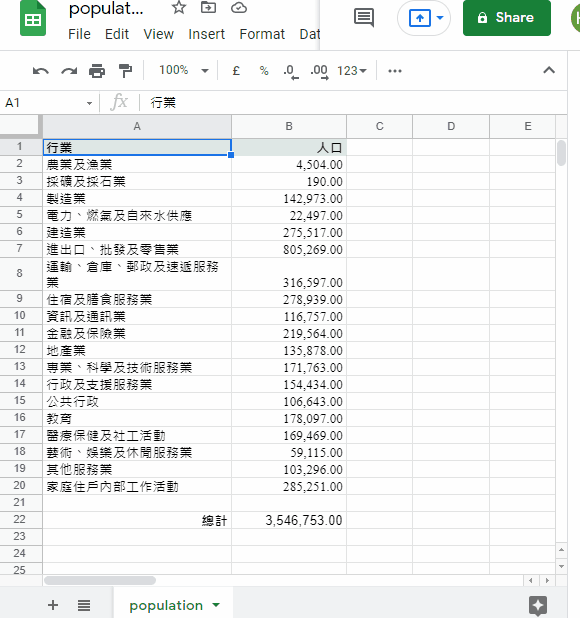 populat...
File Edit View Insert Format Dat
Share
100% £ % .0 .00 123
A1 fx 行業
A B C D E
1 行業 人口
2 農業及漁業 4,504.00
3 採礦及採石業 190.00
4 製造業 142,973.00
5 電力、燃氣及自來水供應 22,497.00
6 建造業 275,517.00
7 進出口、批發及零售業 805,269.00
8 運輸、倉庫、郵政及速遞服務
業 316,597.00
9 住宿及膳食服務業 278,939.00
10 資訊及通訊業 116,757.00
11 金融及保險業 219,564.00
12 地產業 135,878.00
13 專業、科學及技術服務業 171,763.00
14 行政及支援服務業 154,434.00
15 公共行政 106,643.00
16 教育 178,097.00
17 醫療保健及社工活動 169,469.00
18 藝術、娛樂及休閒服務業 59,115.00
19 其他服務業 103,296.00
20 家庭住戶內部工作活動 285,251.00
21
22 總計 3,546,753.00
23
24
25
population